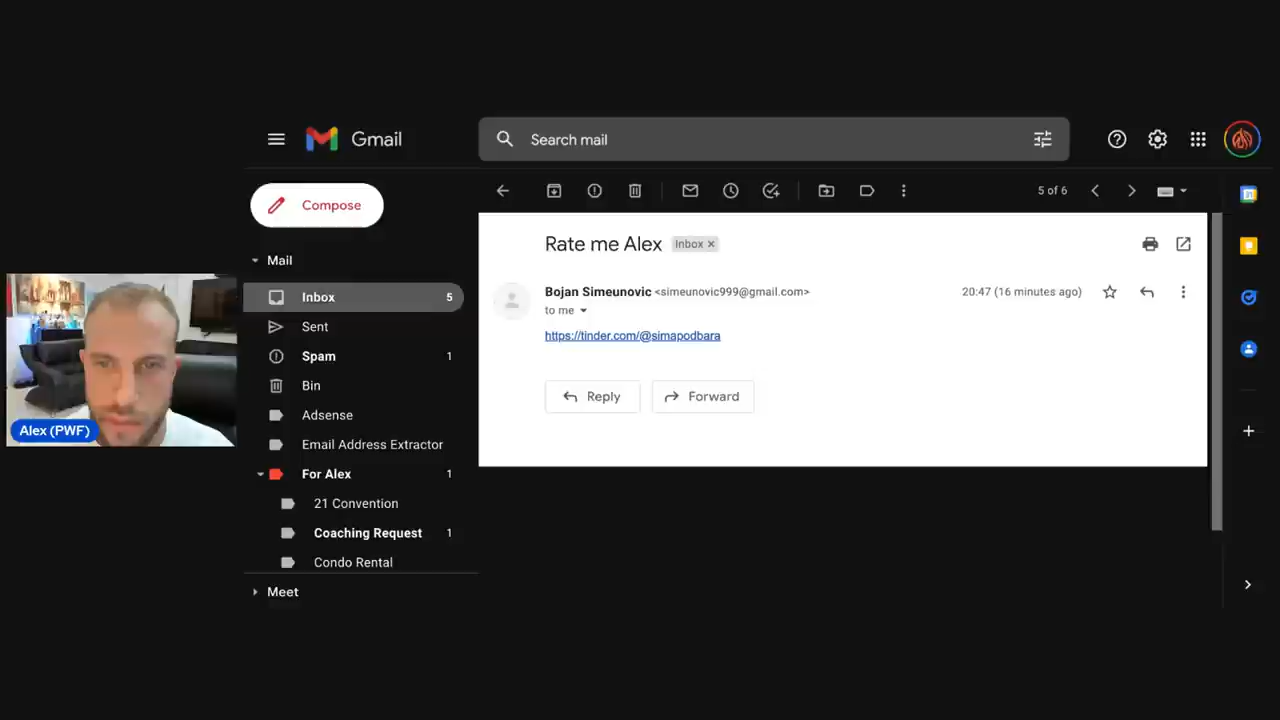 Gmail
Search mail
Compose
5 of 6
Mail
Rate me Alex
Inbox ×
Inbox 5
Bojan Simeunovic <simeunovic999@gmail.com>
20:47 (16 minutes ago)
to me
Sent
https://tinder.com/@simapodbara
Spam 1
Bin
Reply
Forward
Adsense
Alex (PWF)
Email Address Extractor
For Alex 1
21 Convention
Coaching Request 1
Condo Rental
Meet